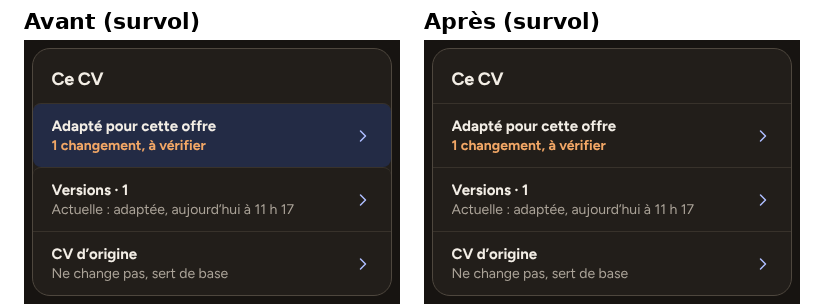 Avant (survol)
Ce CV
Adapté pour cette offre
1 changement, à vérifier
Versions · 1
Actuelle : adaptée, aujourd’hui à 11 h 17
CV d’origine
Ne change pas, sert de base
Après (survol)
Ce CV
Adapté pour cette offre
1 changement, à vérifier
Versions · 1
Actuelle : adaptée, aujourd’hui à 11 h 17
CV d’origine
Ne change pas, sert de base